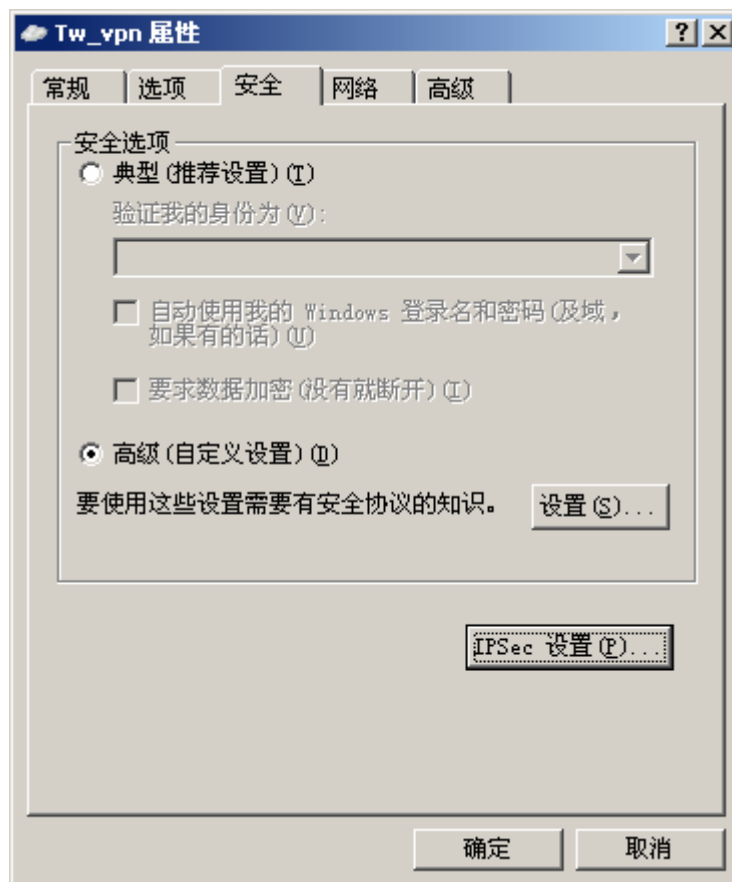 Tw_vpn 属性
常规 选项 安全 网络 高级
安全选项
典型(推荐设置)(T)
验证我的身份为(V):
自动使用我的 Windows 登录名和密码(及域，
如果有的话)(U)
要求数据加密(没有就断开)(I)
高级(自定义设置)(D)
要使用这些设置需要有安全协议的知识。 设置(S)...
IPSec 设置(P)...
确定 取消